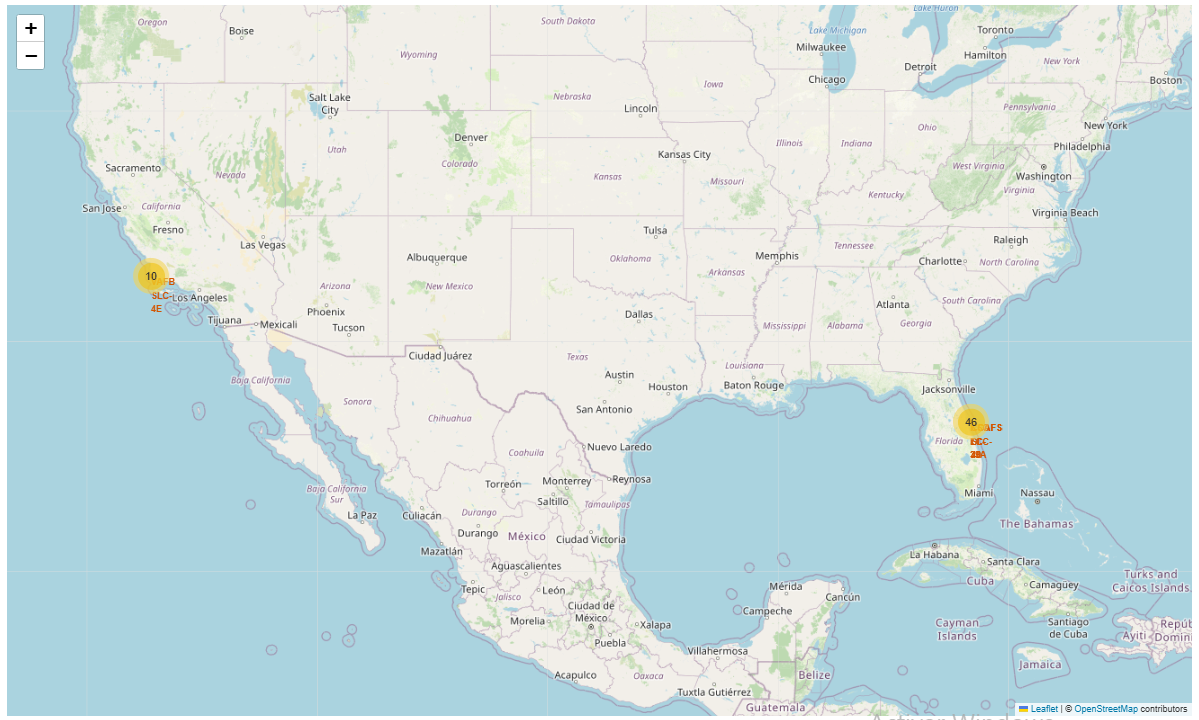 +
−
Oregon
Boise
South Dakota
Lake Huron
Lake Michigan
Toronto
Wyoming
Milwaukee
Hamilton
New York
Detroit
Chicago
Iowa
Boston
Salt Lake
City
Nebraska
Lincoln
Pennsylvania
New York
Denver
Ohio
Utah
Illinois
Indiana
Philadelphia
Kansas City
Sacramento
Colorado
West Virginia
Nevada
Kansas
Missouri
Washington
Virginia
Kentucky
San Jose
California
Virginia Beach
Fresno
Tulsa
Las Vegas
Raleigh
Tennessee
Albuquerque
Oklahoma
Memphis
Charlotte
North Carolina
Arkansas
10
AFB
Arizona
New Mexico
SLC-
Los Angeles
South Carolina
Atlanta
4E
Phoenix
Dallas
Tijuana
Mexicali
Tucson
Mississippi
Alabama
Georgia
Ciudad Juárez
Texas
Louisiana
Austin
Baja California
Houston
Baton Rouge
Jacksonville
Sonora
San Antonio
Chihuahua
46
AFS
Florida
LC-
Nuevo Laredo
Coahuila
Reynosa
Torreón
Monterrey
Baja California
Sur
Saltillo
Tamaulipas
Miami
Nassau
La Paz
Culiacán
Durango
The Bahamas
Durango
México
Ciudad Victoria
Mazatlán
La Habana
Santa Clara
Aguascalientes
Turks and
Caicos Islands
Cuba
Camagüey
Tepic
León
Mérida
Cancún
Jalisco
Ciudad de
México
Campeche
Morelia
Xalapa
Cayman
Islands
Santiago
de Cuba
Ayiti
Puebla
Villahermosa
Jamaica
Acapulco
Oaxaca
Belize
Tuxtla Gutiérrez
Guatemala
Leaflet | © OpenStreetMap contributors